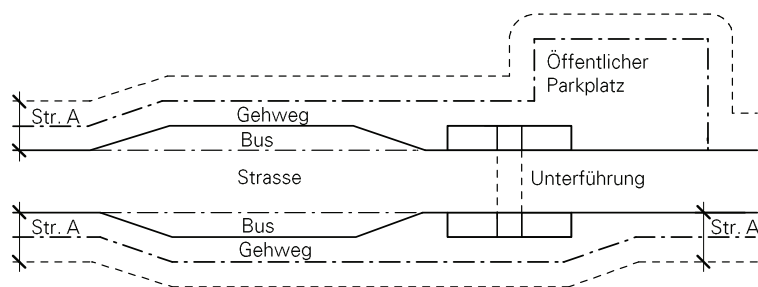 Öffentlicher
Parkplatz
Str. A
Gehweg
Bus
Strasse
Unterführung
Str. A
Bus
Str. A
Gehweg